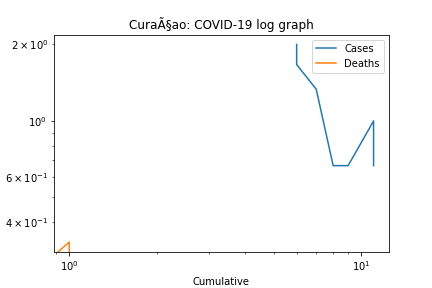 CuraÃ§ao: COVID-19 log graph
Cases
Deaths
2 × 10⁰
10⁰
6 × 10⁻¹
4 × 10⁻¹
10⁰
10¹
Cumulative